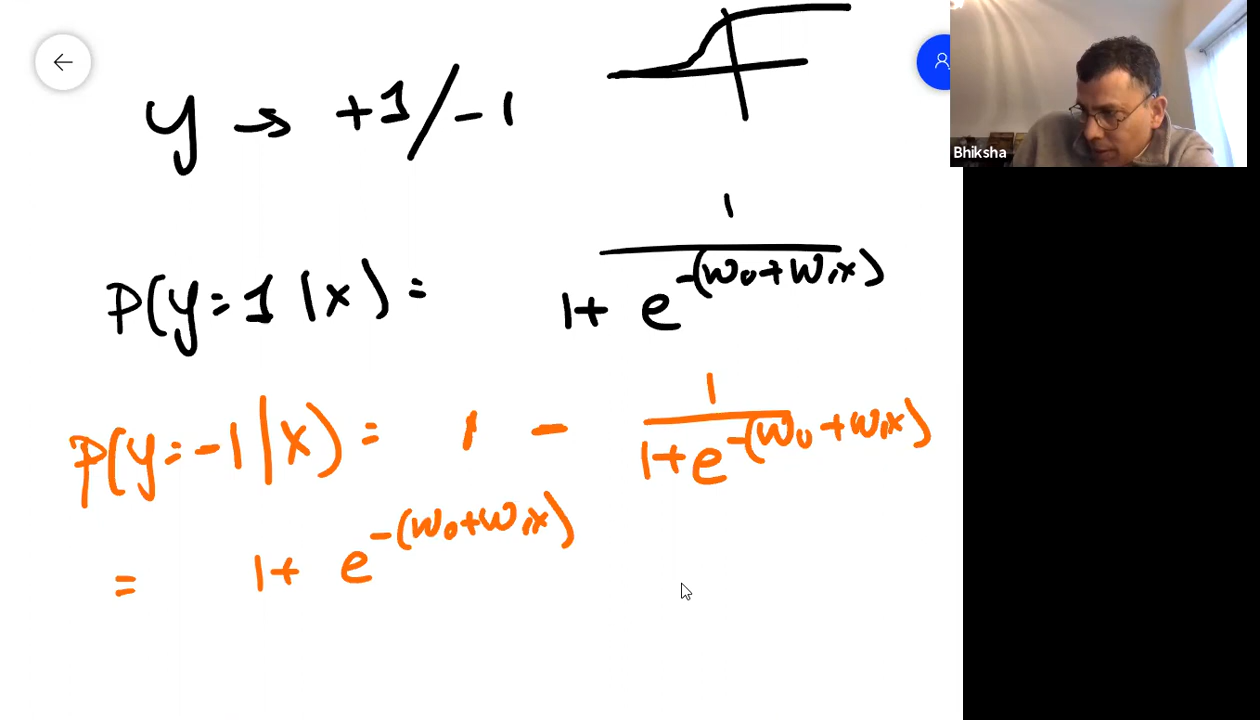 y → +1/-1
P(y=1|x) = 1 / 1+ e^-(w0+w1x)
P(y=-1|x) = 1 - 1 / 1+e^-(w0+w1x)
= 1+ e^-(w0+w1x)
Bhiksha